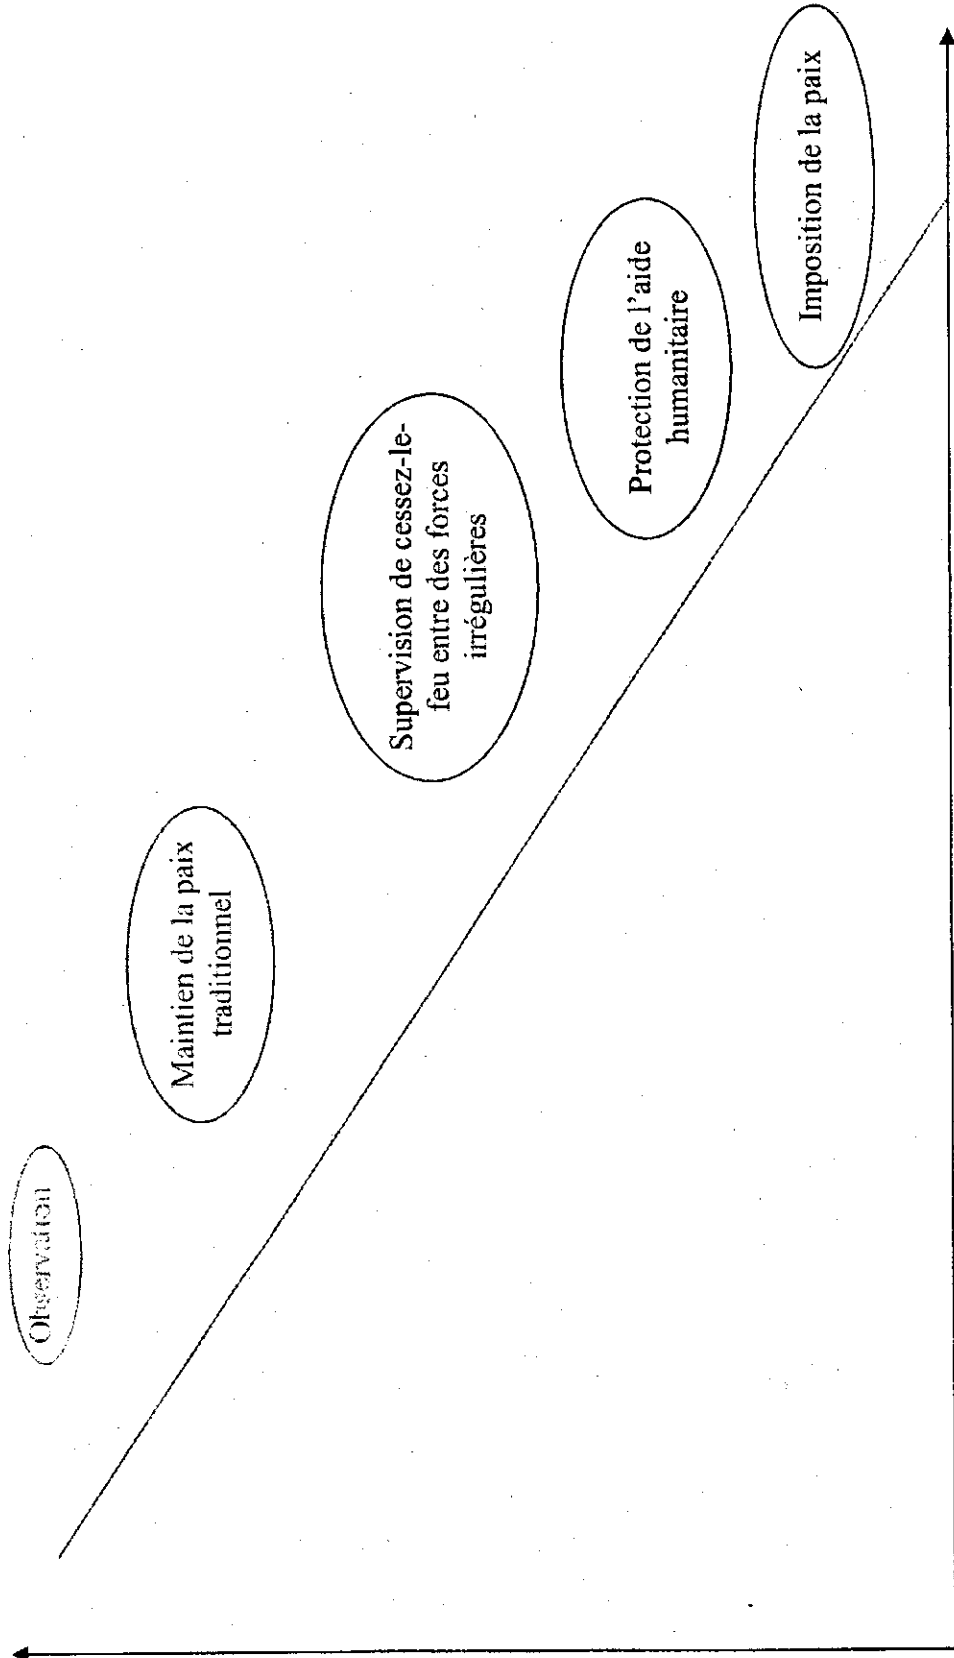 Observation
Maintien de la paix
traditionnel
Supervision de cessez-le-
feu entre des forces
irrégulières
Protection de l'aide
humanitaire
Imposition de la paix